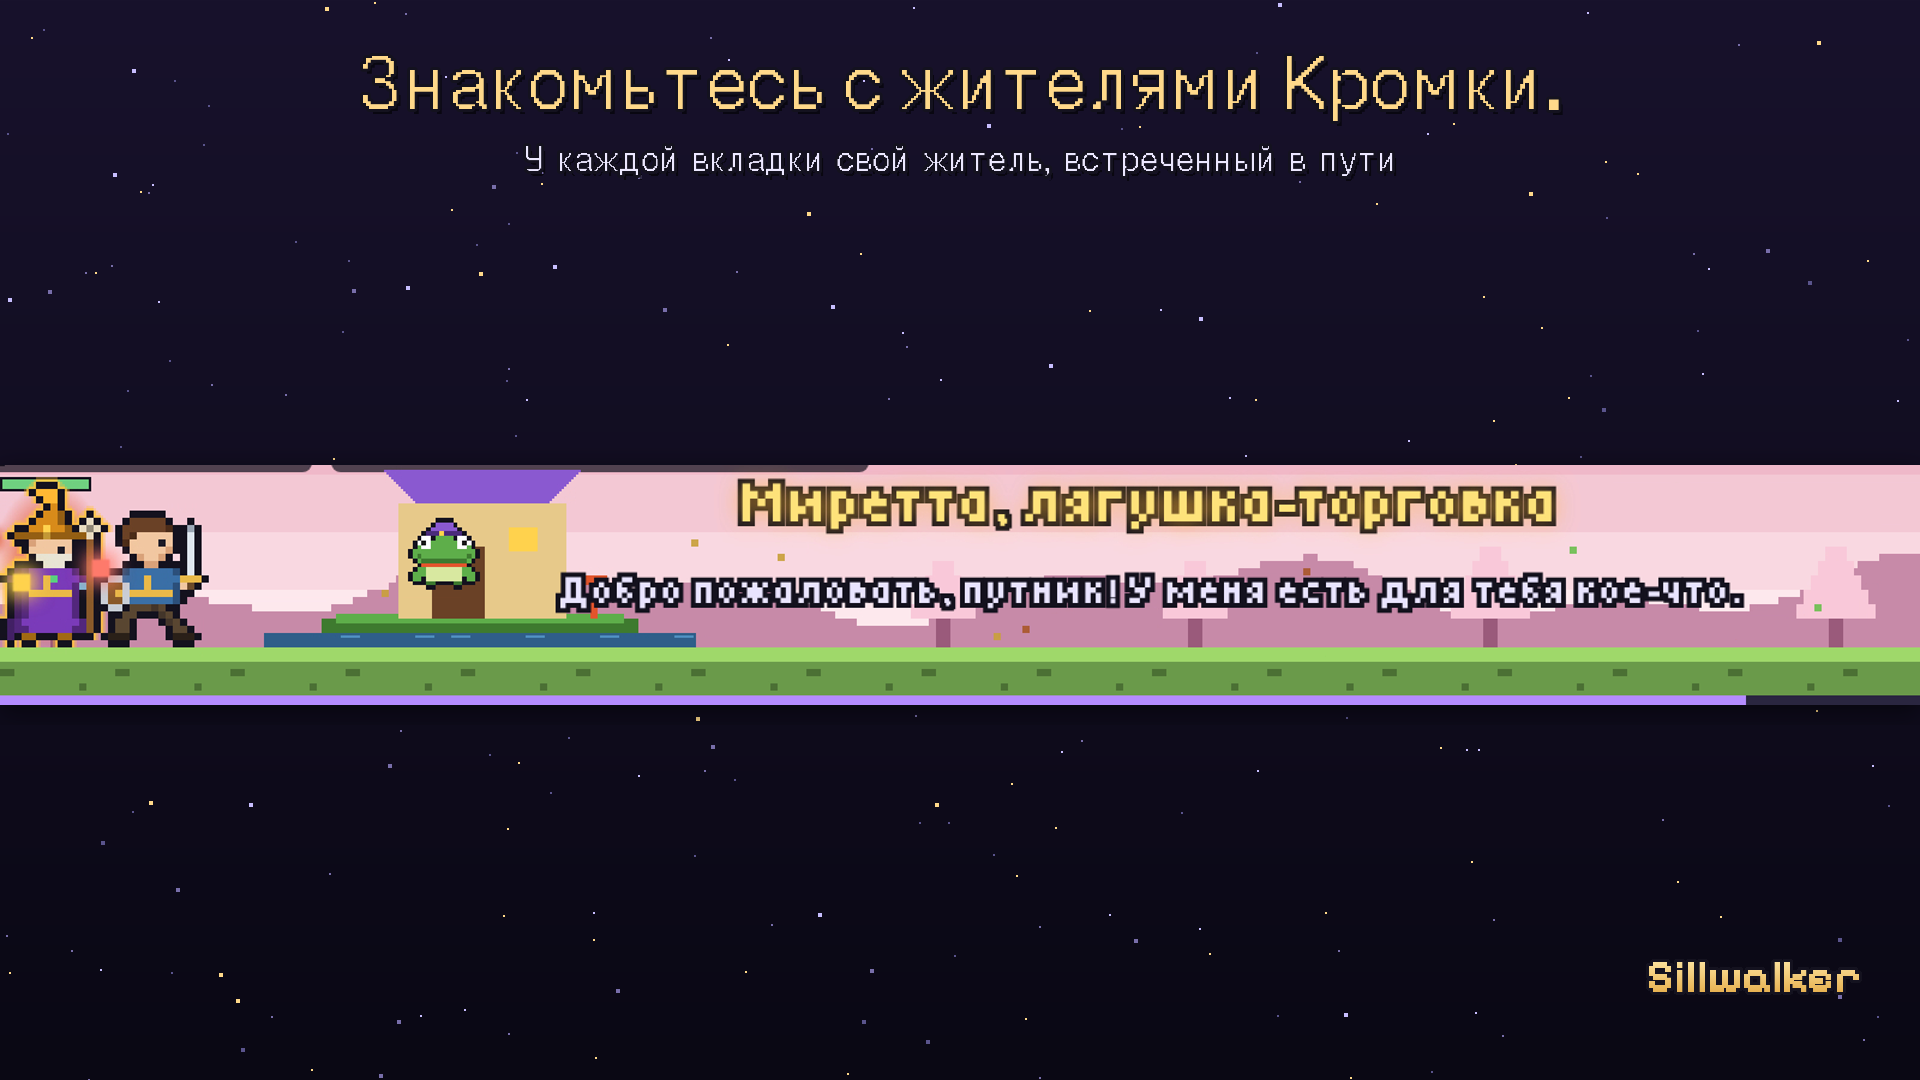 Знакомьтесь с жителями Кромки.
У каждой вкладки свой житель, встреченный в пути
Миретта, лягушка-торговка
Добро пожаловать, путник! У меня есть для тебя кое-что.
Sillwalker